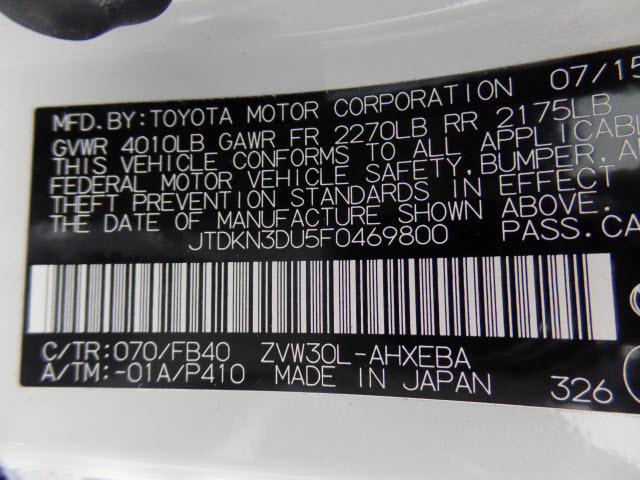 MFD. BY: TOYOTA MOTOR CORPORATION 07/15
GVWR 4010LB GAWR FR 2270LB RR 2175LB
THIS VEHICLE CONFORMS TO ALL APPLICABL
FEDERAL MOTOR VEHICLE SAFETY, BUMPER, A
THEFT PREVENTION STANDARDS IN EFFECT
THE DATE OF MANUFACTURE SHOWN ABOVE.
JTDKN3DU5F0469800 PASS. CA
C/TR: 070/FB40 ZVW30L-AHXEBA
A/TM: -01A/P410 MADE IN JAPAN 326